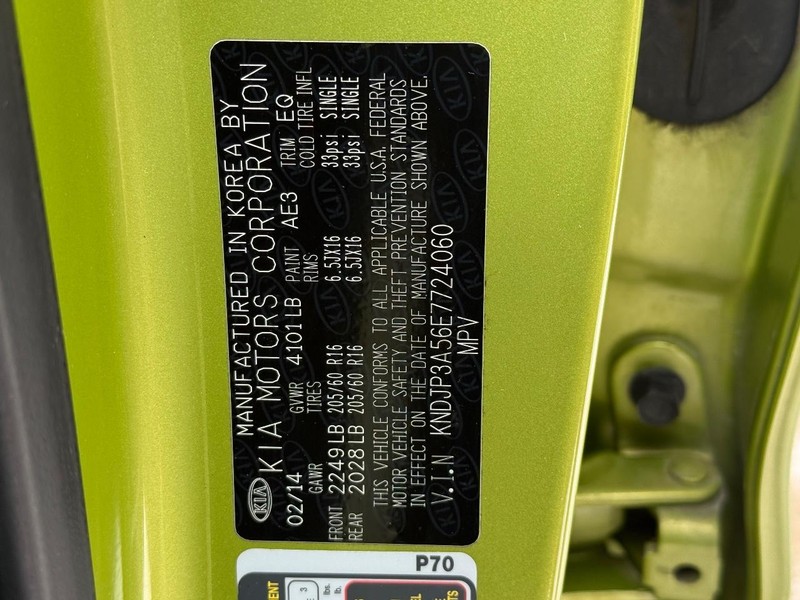 KIA
MANUFACTURED IN KOREA BY
KIA MOTORS CORPORATION
02/14 GVWR 4101LB PAINT AE3 TRIM EQ
GAWR TIRES RIMS COLD TIRE INFL
FRONT 2249LB 205/60 R16 6.5JX16 33psi SINGLE
REAR 2028LB 205/60 R16 6.5JX16 33psi SINGLE
THIS VEHICLE CONFORMS TO ALL APPLICABLE U.S.A. FEDERAL
MOTOR VEHICLE SAFETY AND THEFT PREVENTION STANDARDS
IN EFFECT ON THE DATE OF MANUFACTURE SHOWN ABOVE.
V.I.N KNDJP3A56E7724060
MPV
P70
3
lbs.
lb.